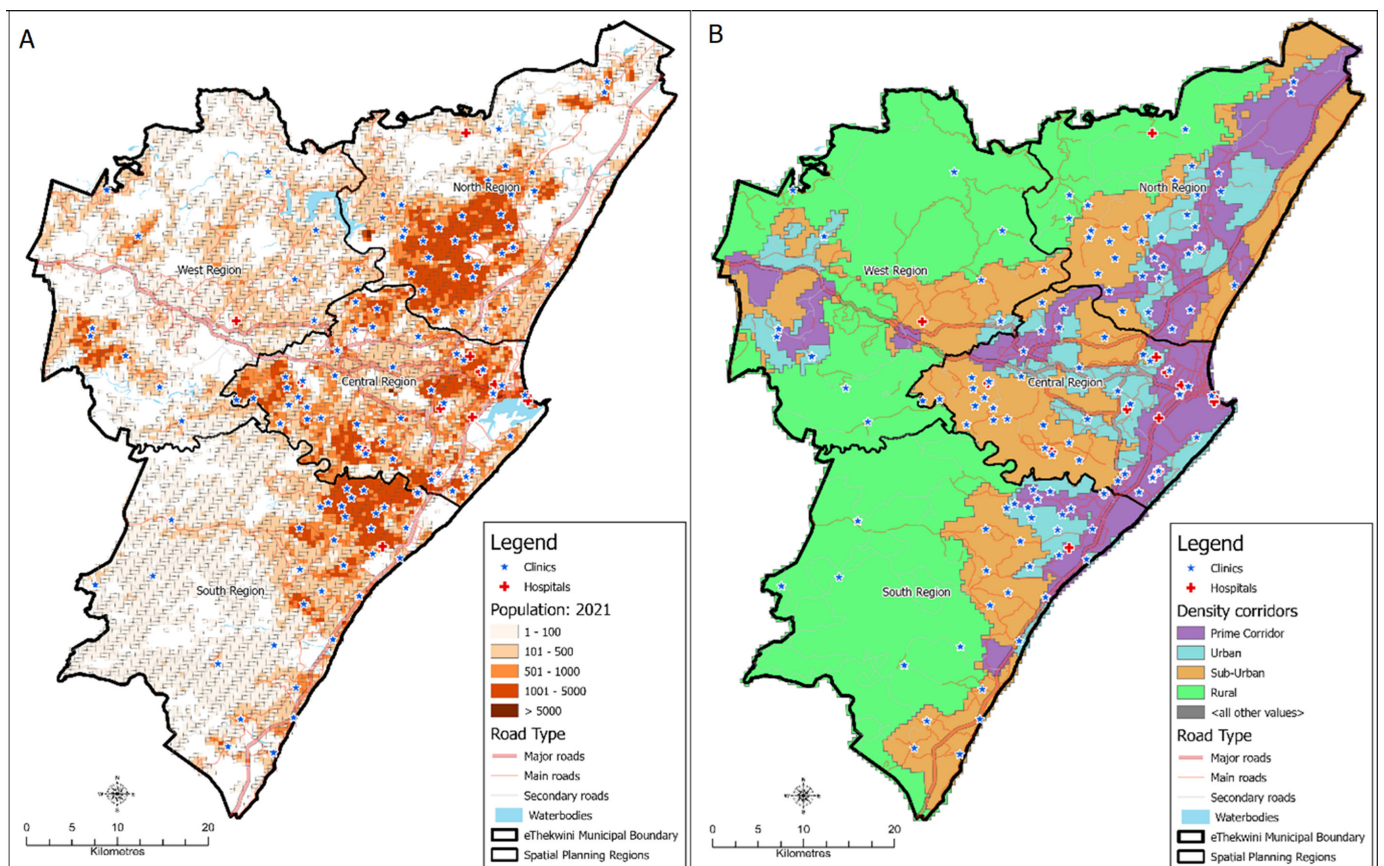 A
North Region
West Region
Central Region
South Region
Legend
Clinics
Hospitals
Population: 2021
1 - 100
101 - 500
501 - 1000
1001 - 5000
> 5000
Road Type
Major roads
Main roads
Secondary roads
Waterbodies
eThekwini Municipal Boundary
Spatial Planning Regions
N
0 5 10 20
Kilometres
B
North Region
West Region
Central Region
South Region
Legend
Clinics
Hospitals
Density corridors
Prime Corridor
Urban
Sub-Urban
Rural
<all other values>
Road Type
Major roads
Main roads
Secondary roads
Waterbodies
eThekwini Municipal Boundary
Spatial Planning Regions
N
0 5 10 20
Kilometres